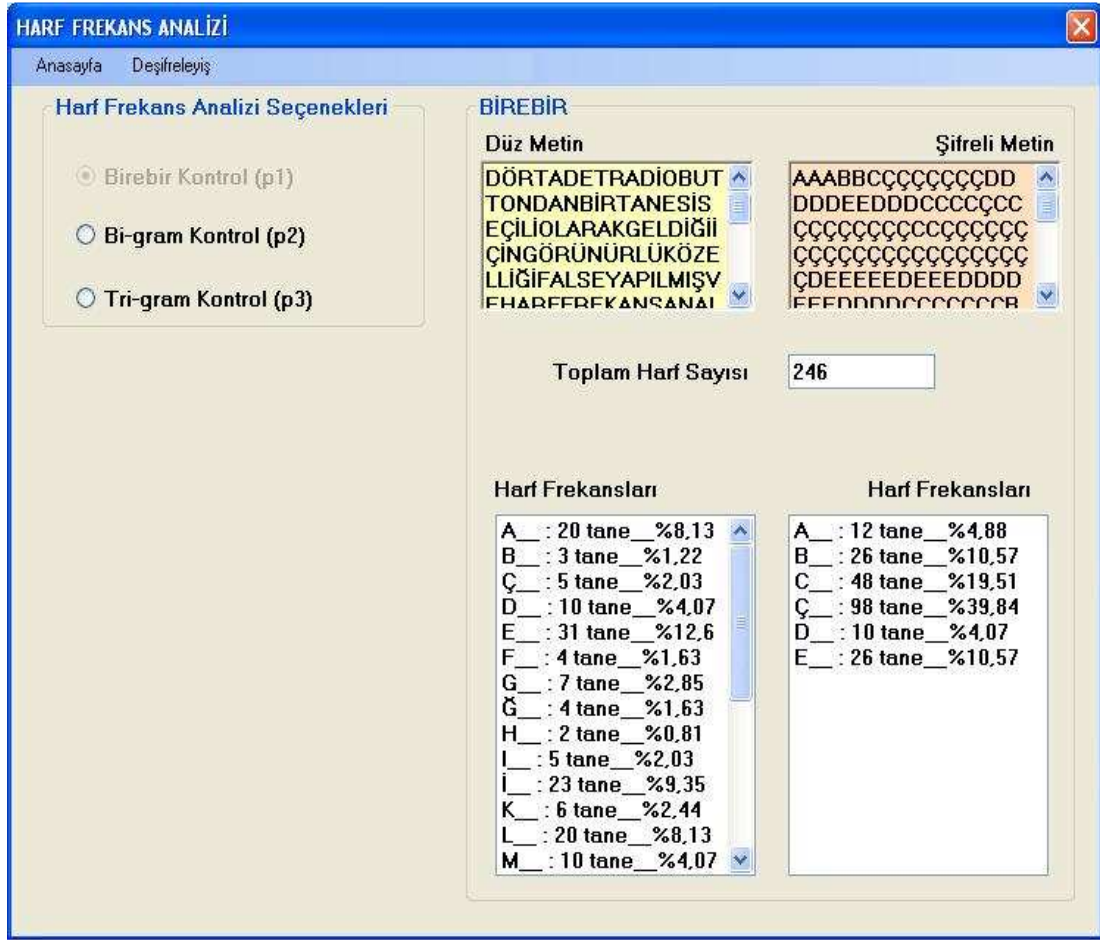 HARF FREKANS ANALİZİ
Anasayfa Deşifreleyiş
Harf Frekans Analizi Seçenekleri
Birebir Kontrol (p1)
Bi-gram Kontrol (p2)
Tri-gram Kontrol (p3)
BİREBİR
Düz Metin
DÖRTADETRADİOBUT
TONDANBİRTANESİS
EÇİLİOLARAKGELDİĞİİ
ÇİNGÖRÜNÜRLÜKÖZE
LLİĞİFALSEYAPILMIŞV
EHARFFREKANSANAL
Şifreli Metin
AAABBCÇÇÇÇÇÇÇDD
DDDEEDDDCCCCÇCC
ÇÇÇÇÇÇÇCCÇÇÇÇÇÇ
ÇÇÇÇÇÇÇÇÇÇÇÇÇÇÇ
ÇDEEEEEDEEEDDDD
EEEDDDDCCCCCCCB
Toplam Harf Sayısı 246
Harf Frekansları
A__ : 20 tane__%8,13
B__ : 3 tane__%1,22
Ç__ : 5 tane__%2,03
D__ : 10 tane__%4,07
E__ : 31 tane__%12,6
F__ : 4 tane__%1,63
G__ : 7 tane__%2,85
Ğ__ : 4 tane__%1,63
H__ : 2 tane__%0,81
I__ : 5 tane__%2,03
İ__ : 23 tane__%9,35
K__ : 6 tane__%2,44
L__ : 20 tane__%8,13
M__ : 10 tane__%4,07
Harf Frekansları
A__ : 12 tane__%4,88
B__ : 26 tane__%10,57
C__ : 48 tane__%19,51
Ç__ : 98 tane__%39,84
D__ : 10 tane__%4,07
E__ : 26 tane__%10,57